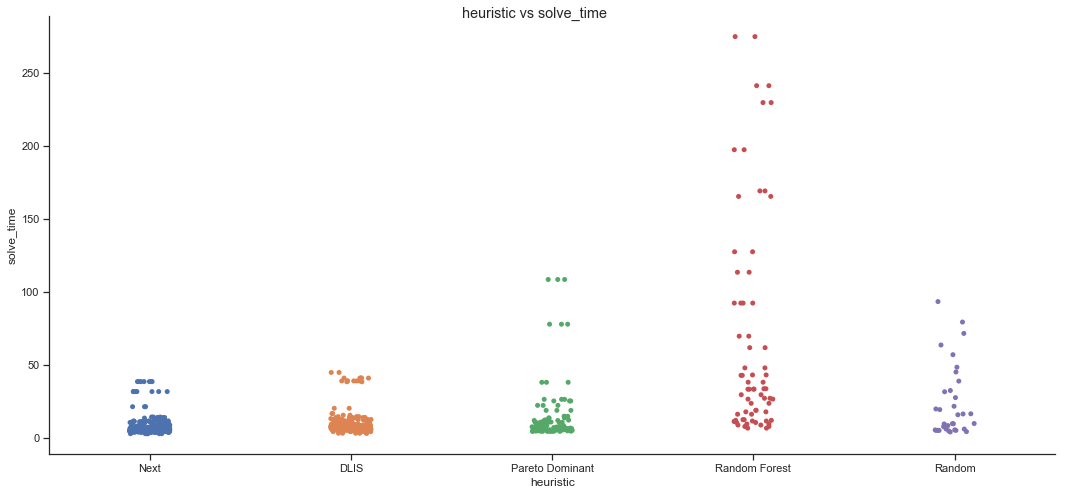 heuristic vs solve_time
250
200
150
100
50
0
solve_time
Next DLIS Pareto Dominant Random Forest Random
heuristic